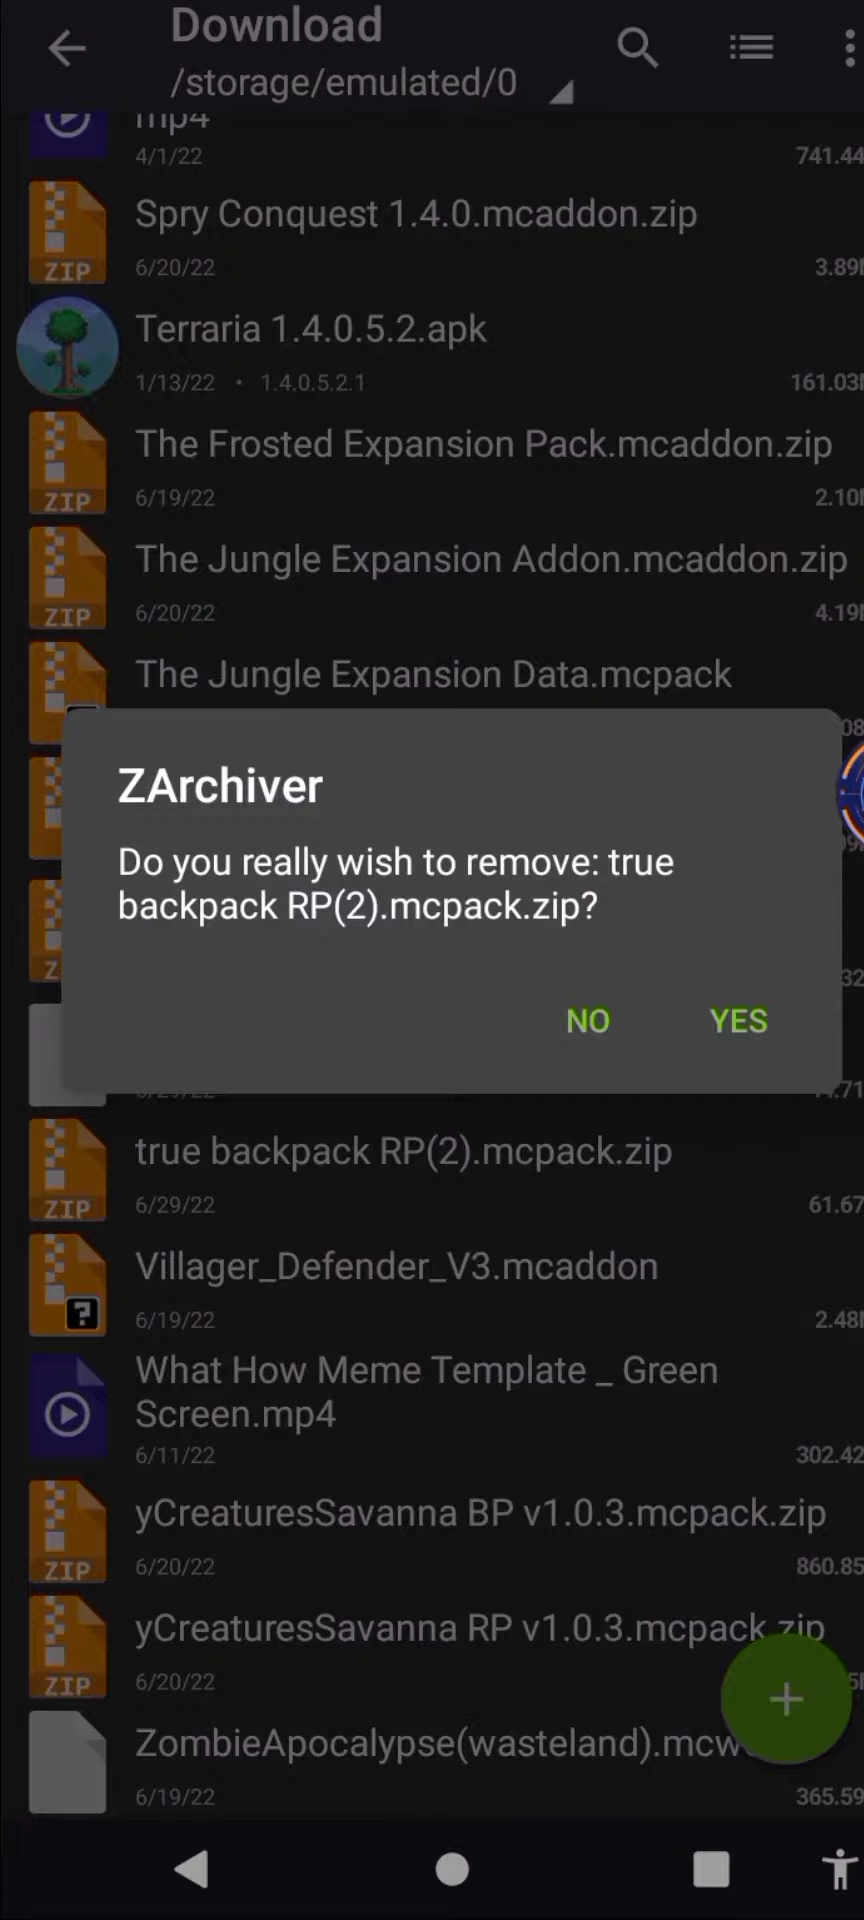 Download
/storage/emulated/0
mp4
4/1/22
741.44
Spry Conquest 1.4.0.mcaddon.zip
ZIP
6/20/22
3.89
Terraria 1.4.0.5.2.apk
1/13/22 • 1.4.0.5.2.1
161.03
The Frosted Expansion Pack.mcaddon.zip
ZIP
6/19/22
2.10
The Jungle Expansion Addon.mcaddon.zip
ZIP
6/20/22
4.19
The Jungle Expansion Data.mcpack
ZArchiver
Do you really wish to remove: true
backpack RP(2).mcpack.zip?
NO
YES
true backpack RP(2).mcpack.zip
ZIP
6/29/22
61.67
Villager_Defender_V3.mcaddon
?
6/19/22
2.48
What How Meme Template _ Green
Screen.mp4
6/11/22
302.42
yCreaturesSavanna BP v1.0.3.mcpack.zip
ZIP
6/20/22
860.85
yCreaturesSavanna RP v1.0.3.mcpack.zip
ZIP
6/20/22
ZombieApocalypse(wasteland).mcw
6/19/22
365.59